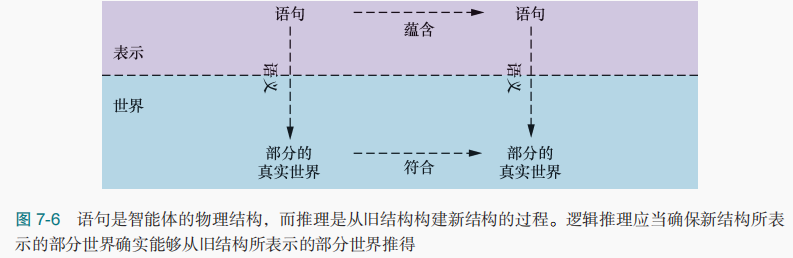 语句 语句
蕴含
表示
语义 语义
世界
部分的 部分的
真实世界 符合 真实世界
图 7-6 语句是智能体的物理结构，而推理是从旧结构构建新结构的过程。逻辑推理应当确保新结构所表
示的部分世界确实能够从旧结构所表示的部分世界推得